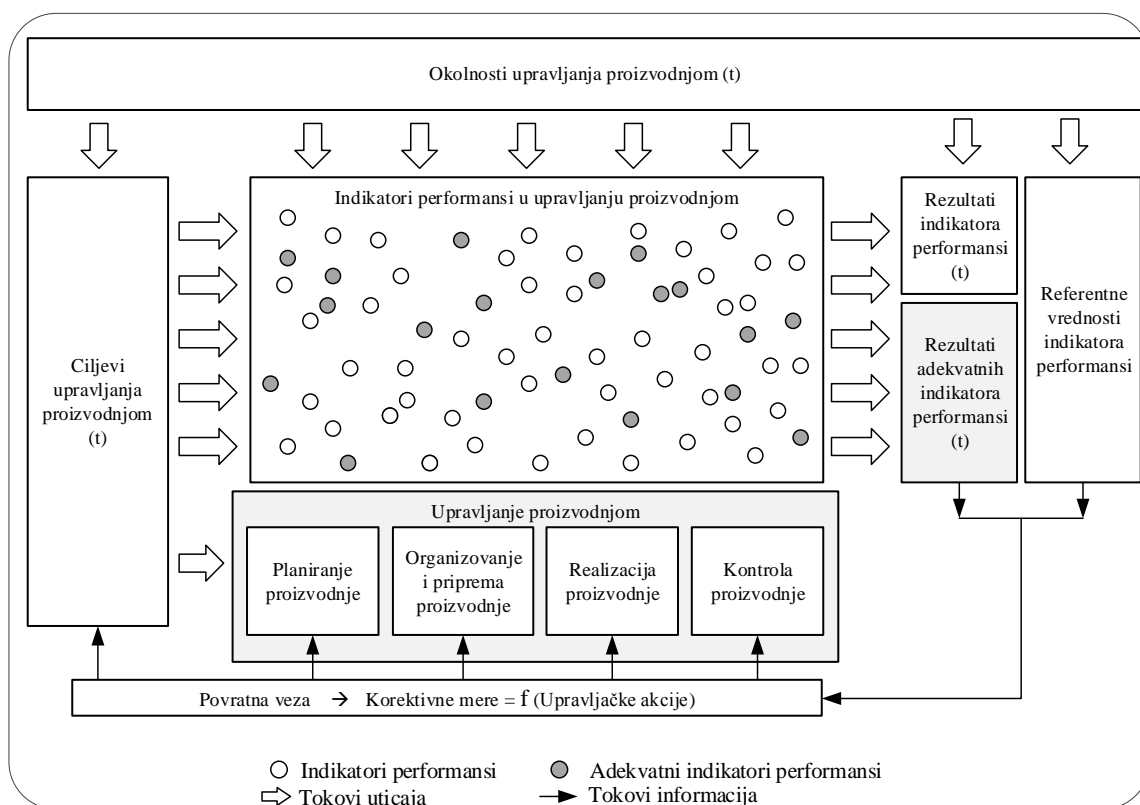 Okolnosti upravljanja proizvodnjom (t)
Ciljevi
upravljanja
proizvodnjom
(t)
Indikatori performansi u upravljanju proizvodnjom
Rezultati
indikatora
performansi
(t)
Rezultati
adekvatnih
indikatora
performansi
(t)
Referentne
vrednosti
indikatora
performansi
Upravljanje proizvodnjom
Planiranje
proizvodnje
Organizovanje
i priprema
proizvodnje
Realizacija
proizvodnje
Kontrola
proizvodnje
Povratna veza → Korektivne mere = f (Upravljačke akcije)
Indikatori performansi
Adekvatni indikatori performansi
Tokovi uticaja
Tokovi informacija